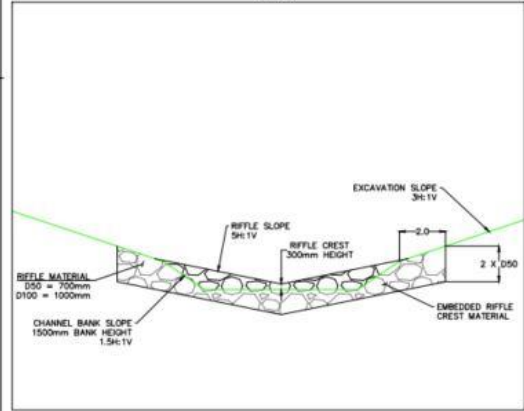 EXCAVATION SLOPE
3H:1V
RIFFLE SLOPE
5H:1V
RIFFLE CREST
300mm HEIGHT
2.0
2 X D50
RIFFLE MATERIAL
D50 = 700mm
D100 = 1000mm
CHANNEL BANK SLOPE
1500mm BANK HEIGHT
1.5H:1V
EMBEDDED RIFFLE
CREST MATERIAL